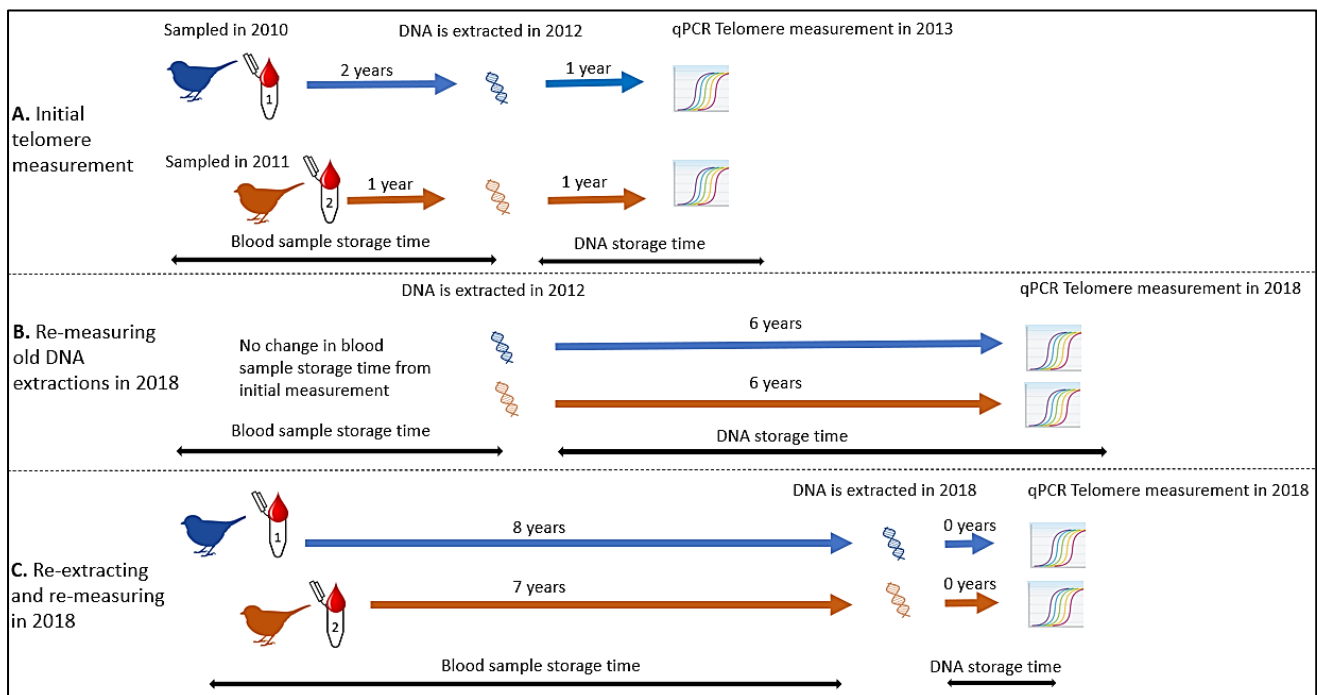 Sampled in 2010
DNA is extracted in 2012
qPCR Telomere measurement in 2013
2 years
1 year
1
A. Initial
telomere
measurement
Sampled in 2011
1 year
1 year
2
Blood sample storage time
DNA storage time
DNA is extracted in 2012
qPCR Telomere measurement in 2018
B. Re-measuring
old DNA
extractions in 2018
No change in blood
sample storage time from
initial measurement
6 years
6 years
Blood sample storage time
DNA storage time
DNA is extracted in 2018
qPCR Telomere measurement in 2018
1
8 years
0 years
C. Re-extracting
and re-measuring
in 2018
7 years
0 years
2
Blood sample storage time
DNA storage time